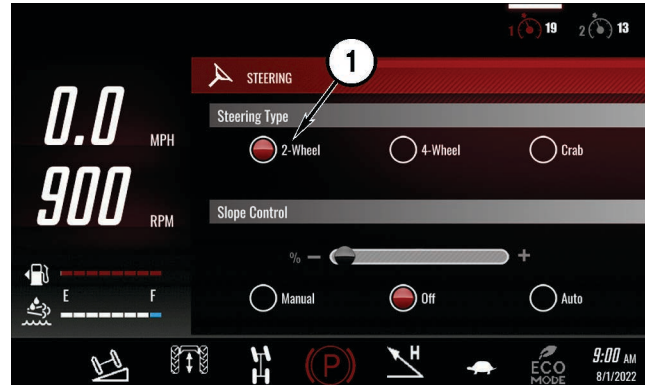 1 19 2 13
1
STEERING
Steering Type
2-Wheel 4-Wheel Crab
0.0 MPH
900 RPM
Slope Control
% − +
Manual Off Auto
E F
P
H
ECO
MODE
9:00 AM
8/1/2022